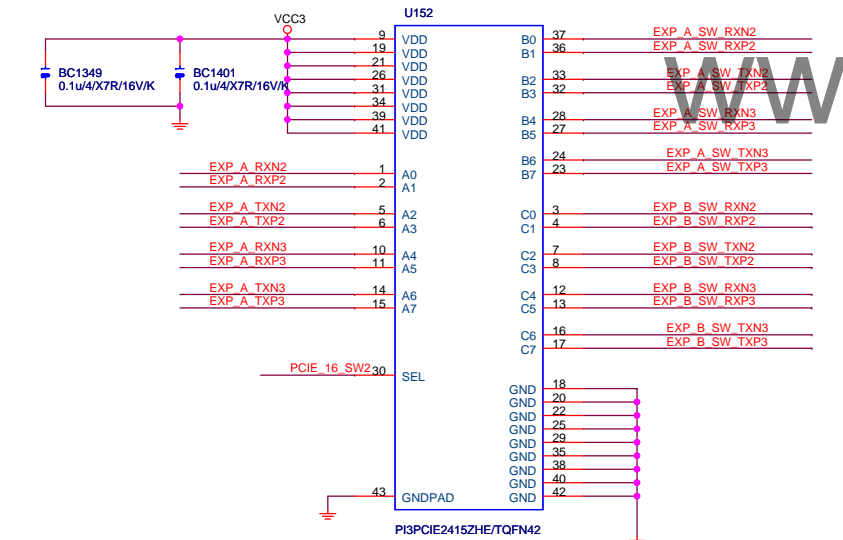 U152
VCC3
BC1349
0.1u/4/X7R/16V/K
BC1401
0.1u/4/X7R/16V/K
9 VDD
19 VDD
21 VDD
26 VDD
31 VDD
34 VDD
39 VDD
41 VDD
EXP_A_RXN2 1 A0
EXP_A_RXP2 2 A1
EXP_A_TXN2 5 A2
EXP_A_TXP2 6 A3
EXP_A_RXN3 10 A4
EXP_A_RXP3 11 A5
EXP_A_TXN3 14 A6
EXP_A_TXP3 15 A7
PCIE_16_SW2 30 SEL
43 GNDPAD
B0 37 EXP_A_SW_RXN2
B1 36 EXP_A_SW_RXP2
B2 33 EXP_A_SW_TXN2
B3 32 EXP_A_SW_TXP2
B4 28 EXP_A_SW_RXN3
B5 27 EXP_A_SW_RXP3
B6 24 EXP_A_SW_TXN3
B7 23 EXP_A_SW_TXP3
C0 3 EXP_B_SW_RXN2
C1 4 EXP_B_SW_RXP2
C2 7 EXP_B_SW_TXN2
C3 8 EXP_B_SW_TXP2
C4 12 EXP_B_SW_RXN3
C5 13 EXP_B_SW_RXP3
C6 16 EXP_B_SW_TXN3
C7 17 EXP_B_SW_TXP3
GND 18
GND 20
GND 22
GND 25
GND 29
GND 35
GND 38
GND 40
GND 42
PI3PCIE2415ZHE/TQFN42